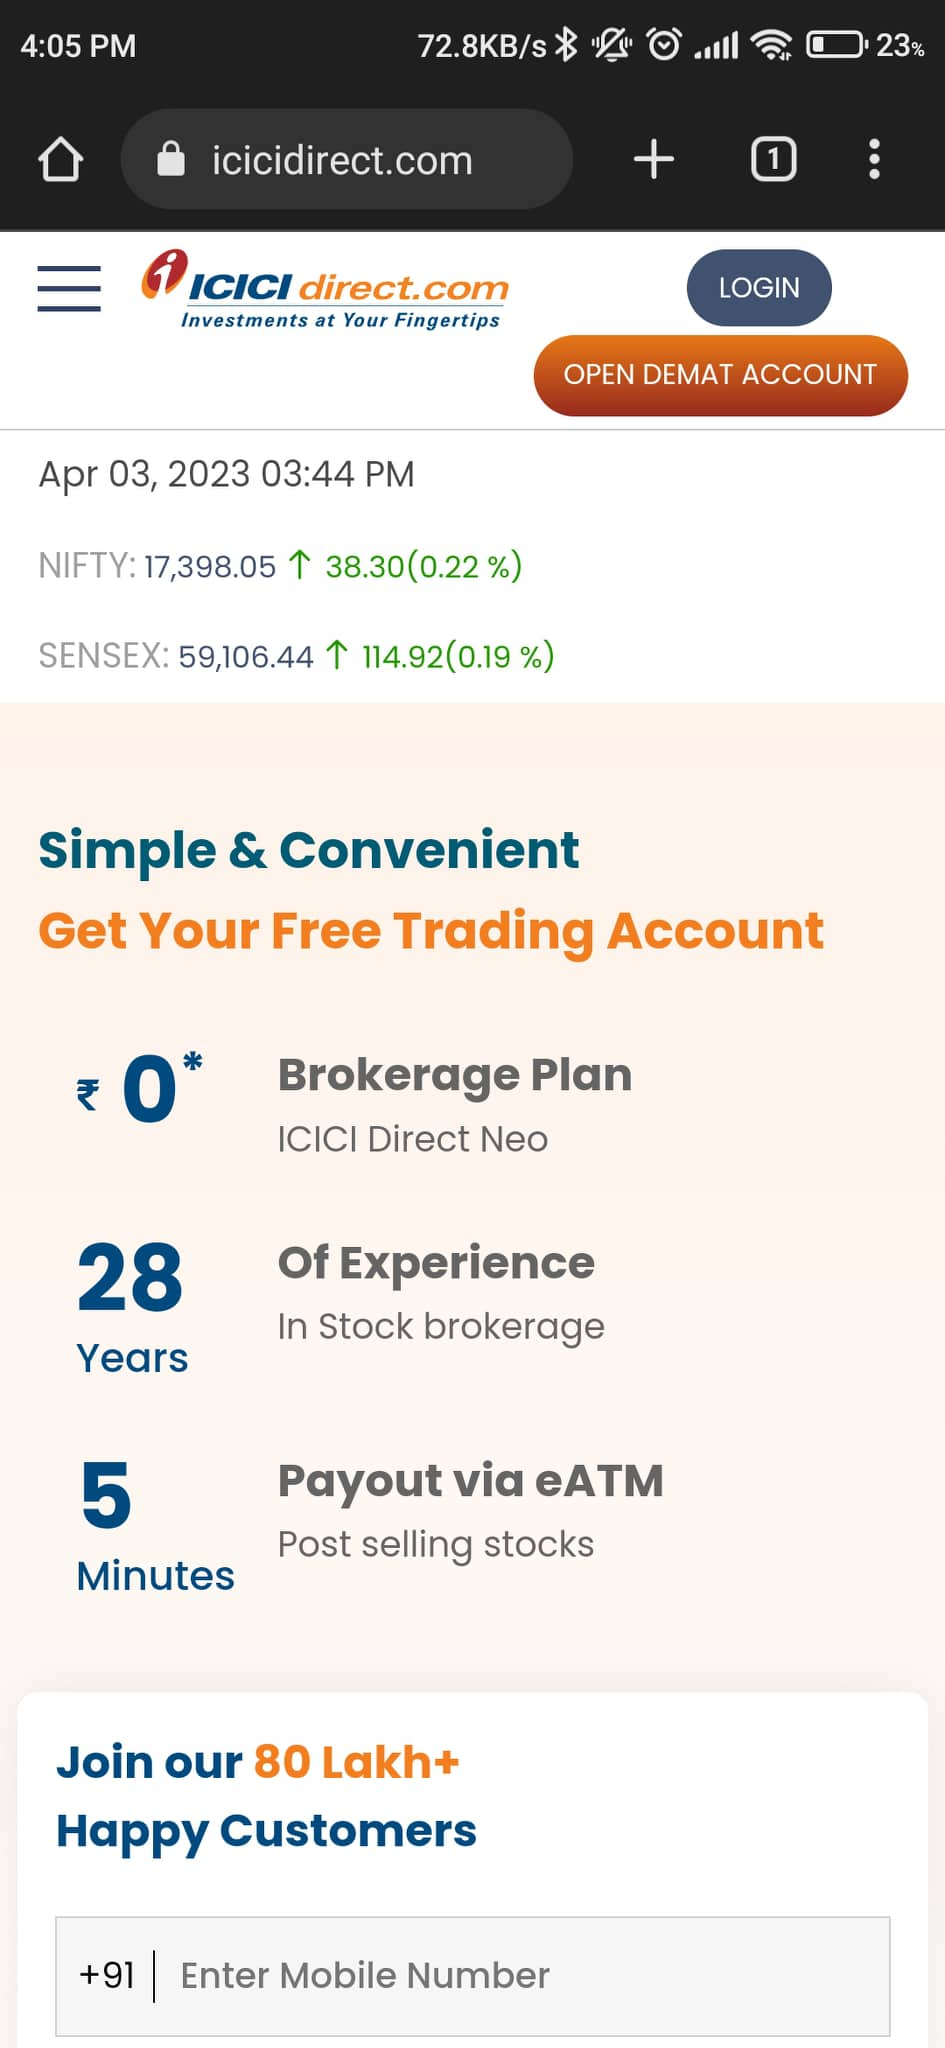 4:05 PM 72.8KB/s 23%
icicidirect.com 1
ICICI direct.com LOGIN
Investments at Your Fingertips
OPEN DEMAT ACCOUNT
Apr 03, 2023 03:44 PM
NIFTY: 17,398.05 ↑ 38.30(0.22 %)
SENSEX: 59,106.44 ↑ 114.92(0.19 %)
Simple & Convenient
Get Your Free Trading Account
₹ 0* Brokerage Plan
ICICI Direct Neo
28 Of Experience
Years In Stock brokerage
5 Payout via eATM
Minutes Post selling stocks
Join our 80 Lakh+
Happy Customers
+91 Enter Mobile Number